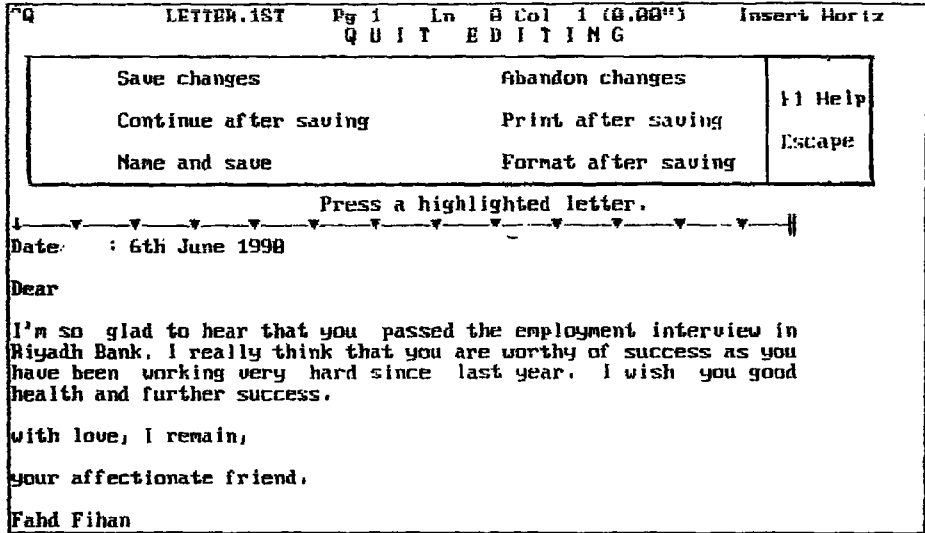 ^Q LETTER.1ST Pg 1 Ln 0 Col 1 (0.00") Insert Horiz
QUIT EDITING
Save changes Abandon changes
F1 Help
Continue after saving Print after saving
Escape
Name and save Format after saving
Press a highlighted letter.
Date : 6th June 1990
Dear
I'm so glad to hear that you passed the employment interview in
Riyadh Bank. I really think that you are worthy of success as you
have been working very hard since last year. I wish you good
health and further success.
with love, I remain,
your affectionate friend.
Fahd Fihan